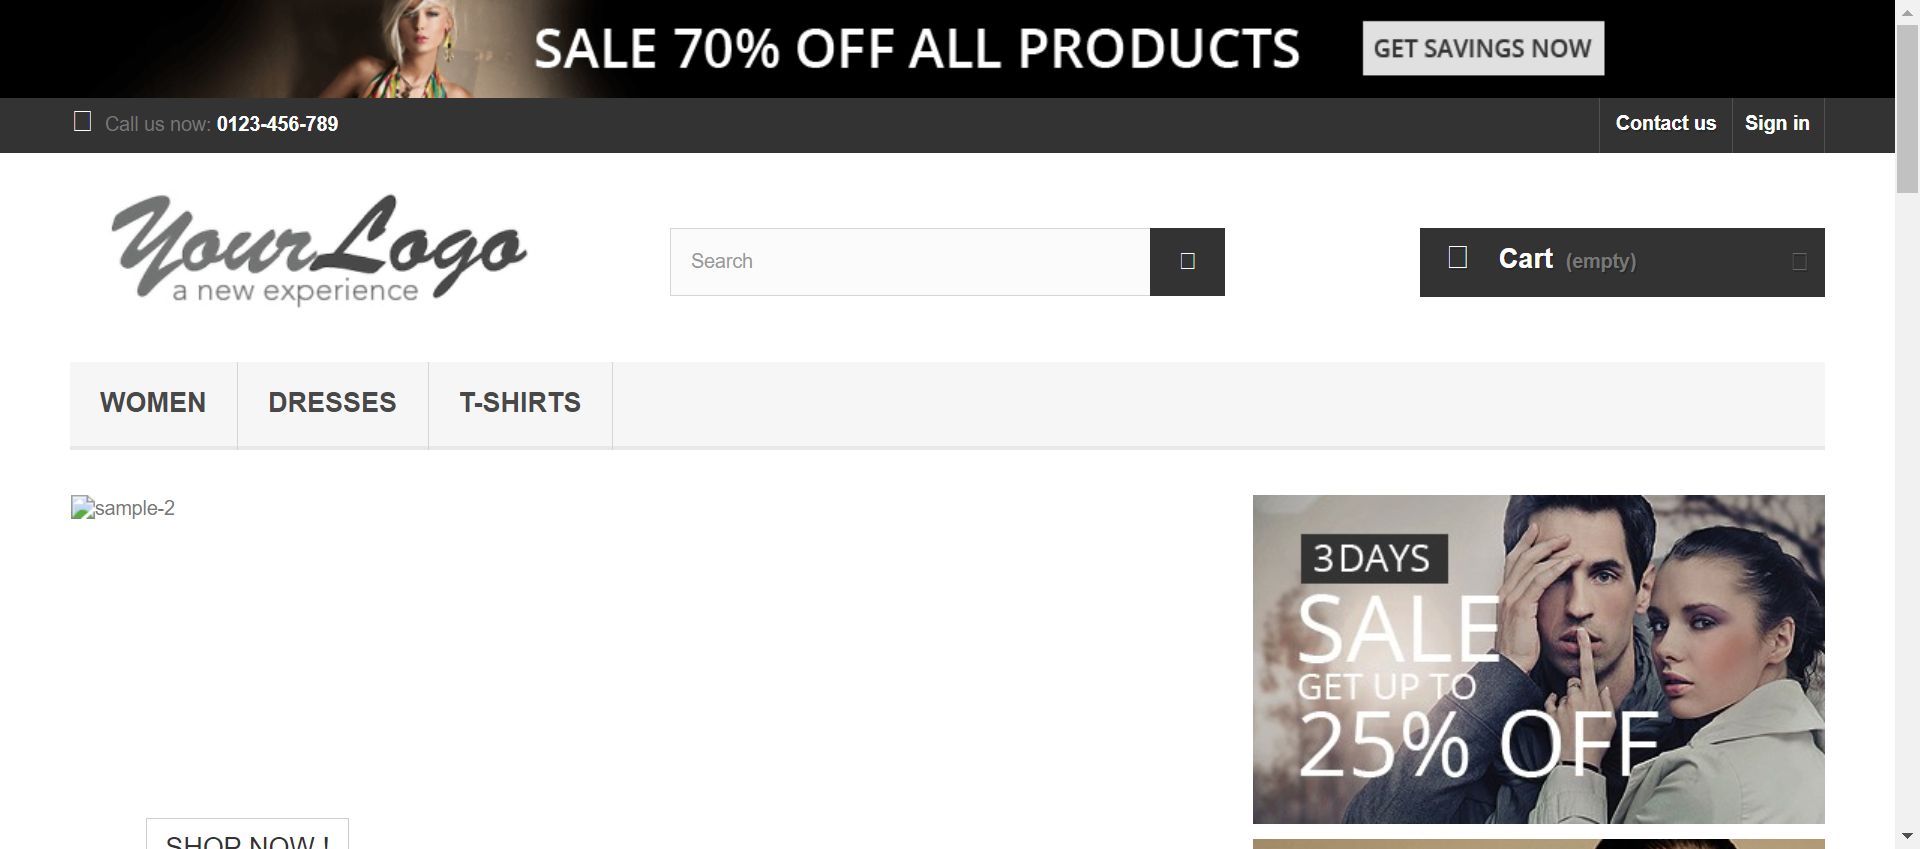 SALE 70% OFF ALL PRODUCTS
GET SAVINGS NOW
Call us now: 0123-456-789
Contact us
Sign in
Your Logo
a new experience
Search
Cart (empty)
WOMEN
DRESSES
T-SHIRTS
sample-2
3 DAYS
SALE
GET UP TO
25% OFF
SHOP NOW !